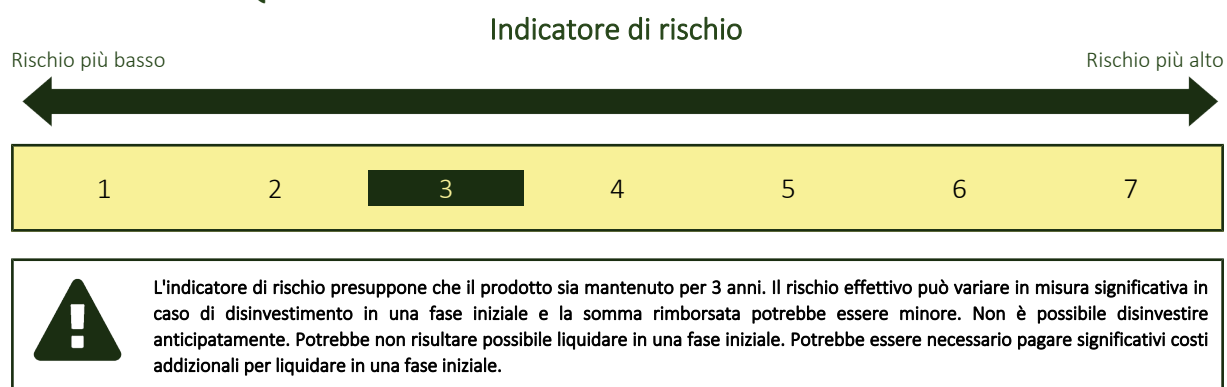 Indicatore di rischio
Rischio più basso Rischio più alto
1 2 3 4 5 6 7
L'indicatore di rischio presuppone che il prodotto sia mantenuto per 3 anni. Il rischio effettivo può variare in misura significativa in
caso di disinvestimento in una fase iniziale e la somma rimborsata potrebbe essere minore. Non è possibile disinvestire
anticipatamente. Potrebbe non risultare possibile liquidare in una fase iniziale. Potrebbe essere necessario pagare significativi costi
addizionali per liquidare in una fase iniziale.